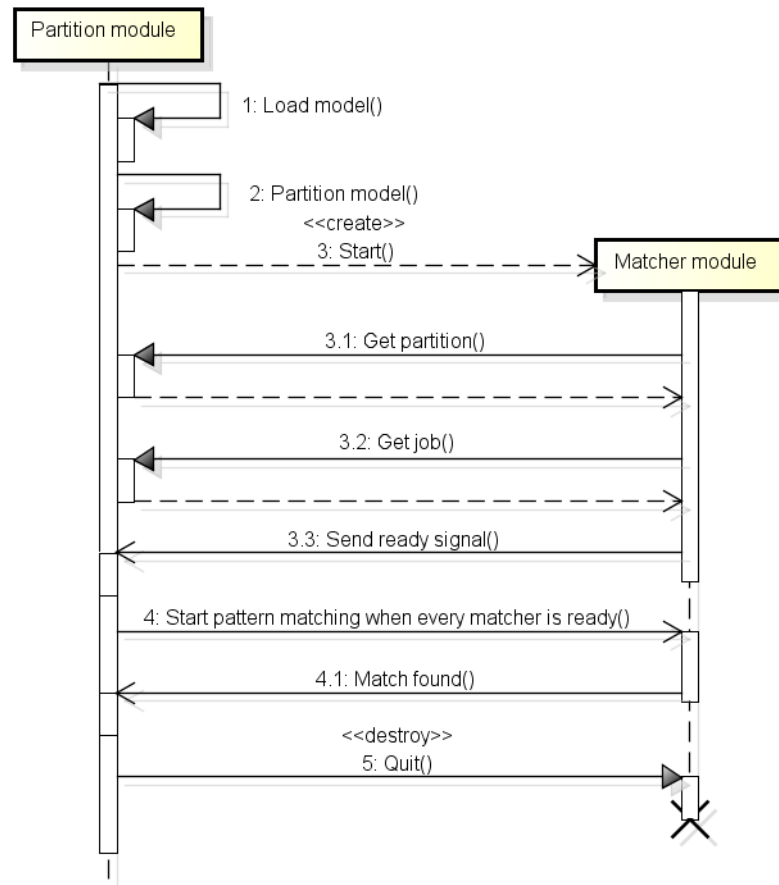 Partition module
1: Load model()
2: Partition model()
<<create>>
3: Start()
Matcher module
3.1: Get partition()
3.2: Get job()
3.3: Send ready signal()
4: Start pattern matching when every matcher is ready()
4.1: Match found()
<<destroy>>
5: Quit()